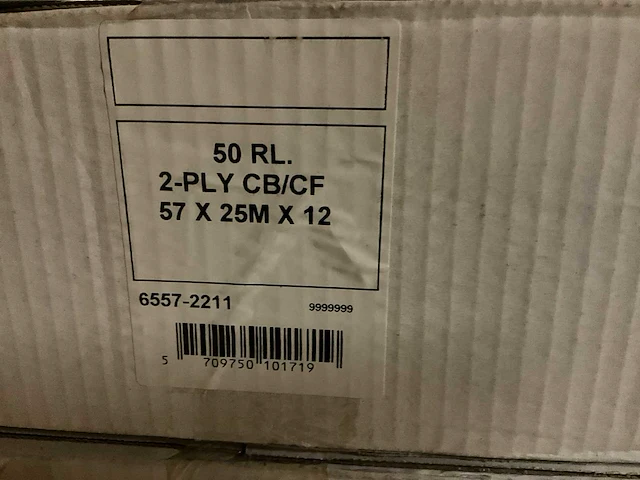 50 RL.
2-PLY CB/CF
57 X 25M X 12
6557-2211
9999999
5 709750 101719